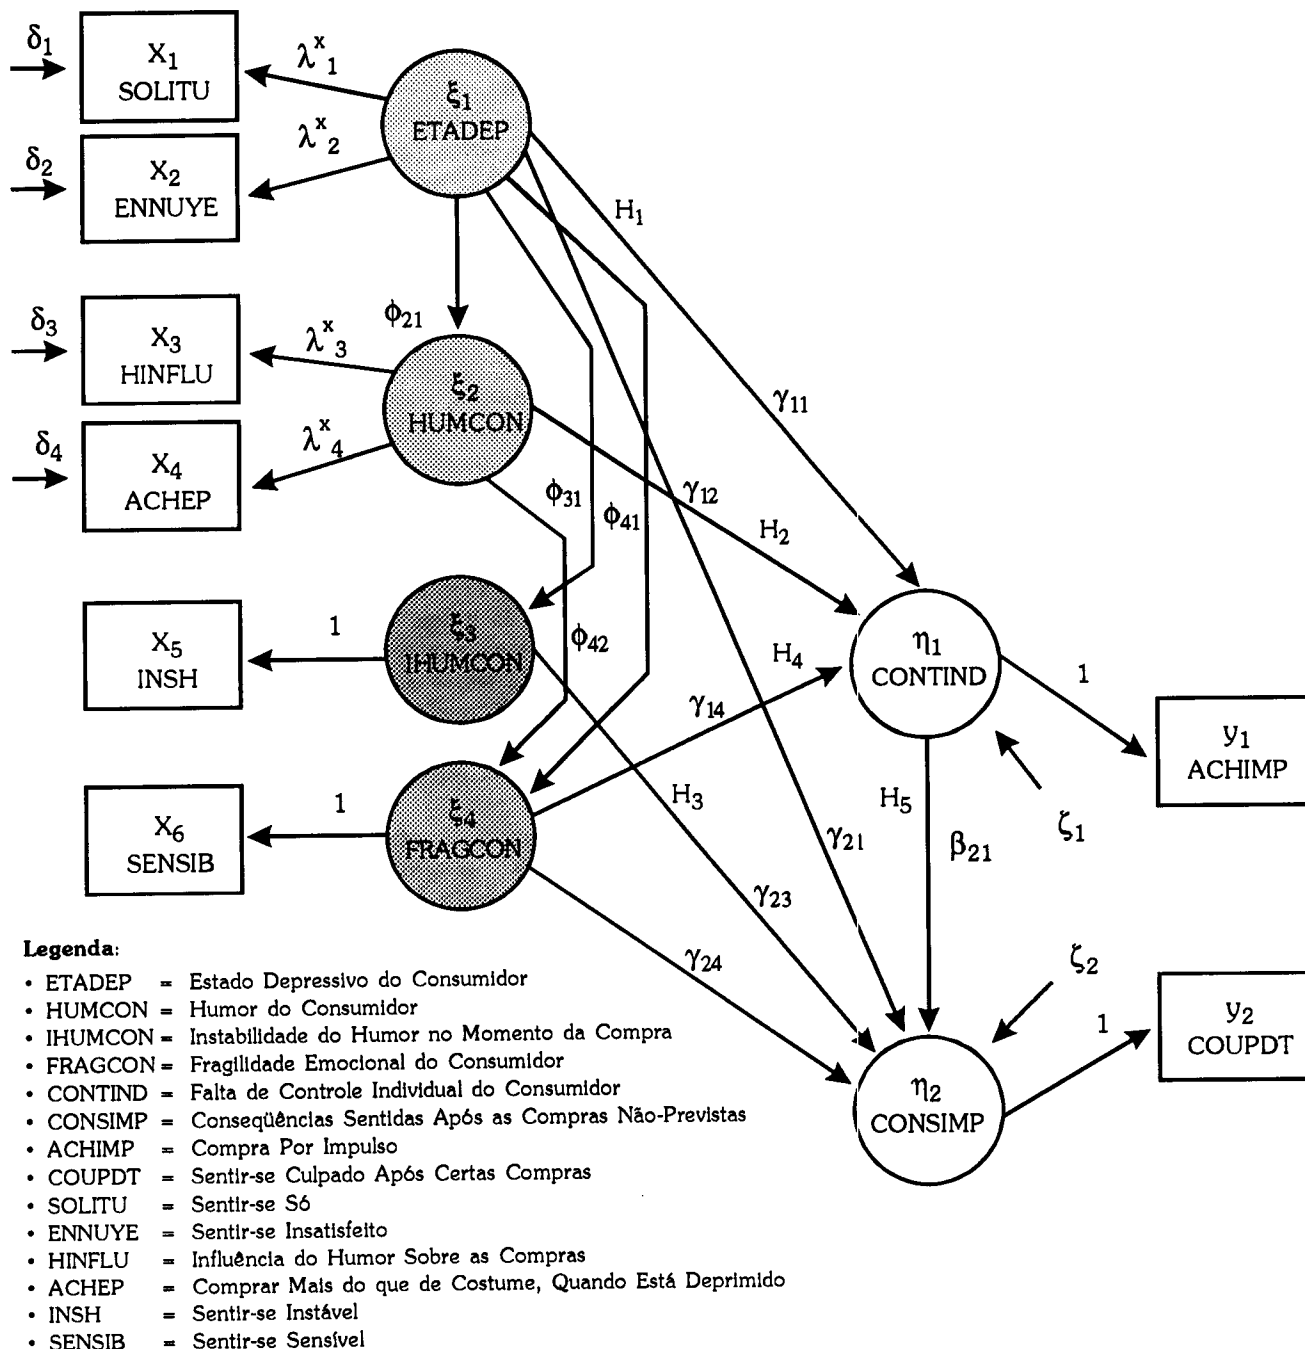 δ1
X1
SOLITU
λx1
ξ1
ETADEP
δ2
X2
ENNUYE
λx2
H1
δ3
X3
HINFLU
λx3
ϕ21
ξ2
HUMCON
γ11
δ4
X4
ACHEP
λx4
ϕ31
ϕ41
γ12
H2
X5
INSH
1
ξ3
IHUMCON
ϕ42
H4
γ14
η1
CONTIND
1
y1
ACHIMP
X6
SENSIB
1
ξ4
FRAGCON
H3
γ21
H5
β21
ζ1
γ23
γ24
ζ2
η2
CONSIMP
1
y2
COUPDT
Legenda:
• ETADEP = Estado Depressivo do Consumidor
• HUMCON = Humor do Consumidor
• IHUMCON = Instabilidade do Humor no Momento da Compra
• FRAGCON = Fragilidade Emocional do Consumidor
• CONTIND = Falta de Controle Individual do Consumidor
• CONSIMP = Conseqüências Sentidas Após as Compras Não-Previstas
• ACHIMP = Compra Por Impulso
• COUPDT = Sentir-se Culpado Após Certas Compras
• SOLITU = Sentir-se Só
• ENNUYE = Sentir-se Insatisfeito
• HINFLU = Influência do Humor Sobre as Compras
• ACHEP = Comprar Mais do que de Costume, Quando Está Deprimido
• INSH = Sentir-se Instável
• SENSIB = Sentir-se Sensível